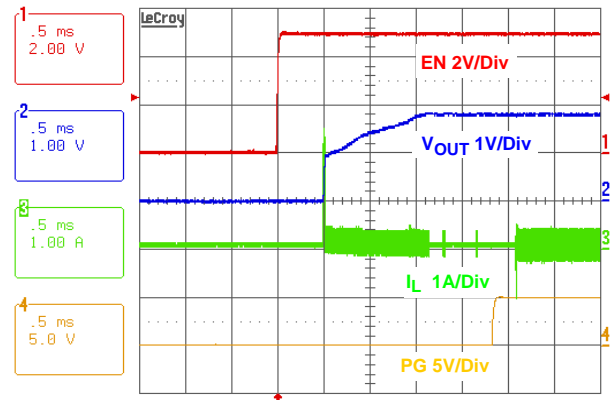 LeCroy
1
.5 ms
2.00 V
EN 2V/Div
2
.5 ms
1.00 V
VOUT 1V/Div
1
2
3
.5 ms
1.00 A
3
IL 1A/Div
4
.5 ms
5.0 V
4
PG 5V/Div